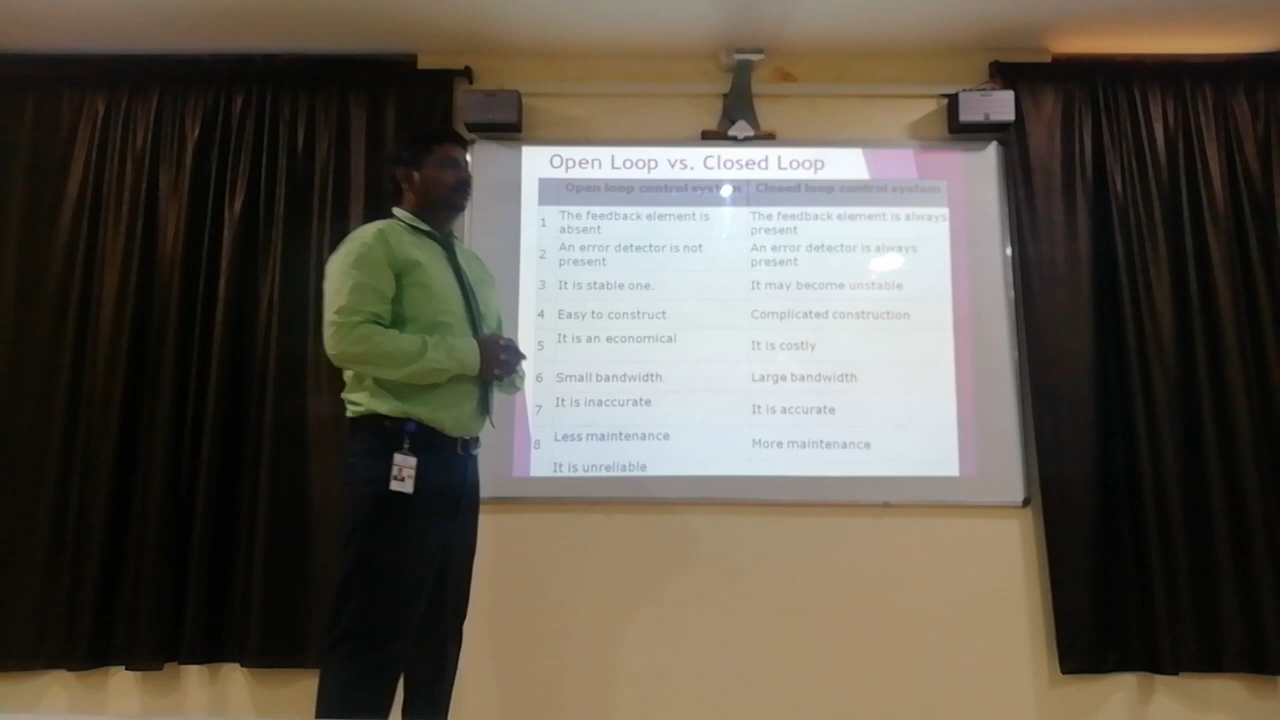 Open Loop vs. Closed Loop
Open loop control system Closed loop control system
1 The feedback element is The feedback element is always
absent present
2 An error detector is not An error detector is always
present present
3 It is stable one. It may become unstable
4 Easy to construct Complicated construction
5 It is an economical It is costly
6 Small bandwidth Large bandwidth
7 It is inaccurate It is accurate
8 Less maintenance More maintenance
It is unreliable